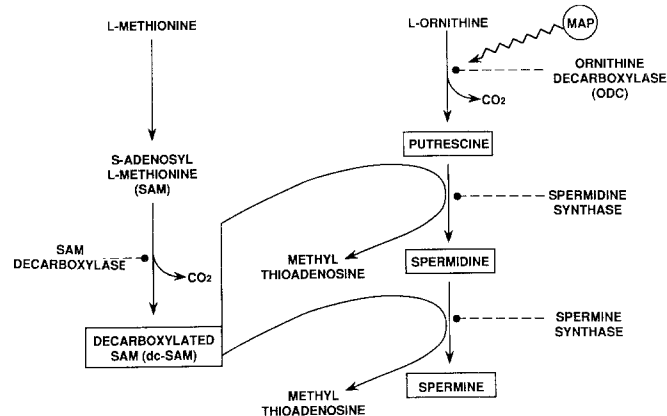 L-METHIONINE
L-ORNITHINE
MAP
ORNITHINE
DECARBOXYLASE
(ODC)
CO2
PUTRESCINE
S-ADENOSYL
L-METHIONINE
(SAM)
SPERMIDINE
SYNTHASE
SAM
DECARBOXYLASE
CO2
METHYL
THIOADENOSINE
SPERMIDINE
DECARBOXYLATED
SAM (dc-SAM)
SPERMINE
SYNTHASE
METHYL
THIOADENOSINE
SPERMINE